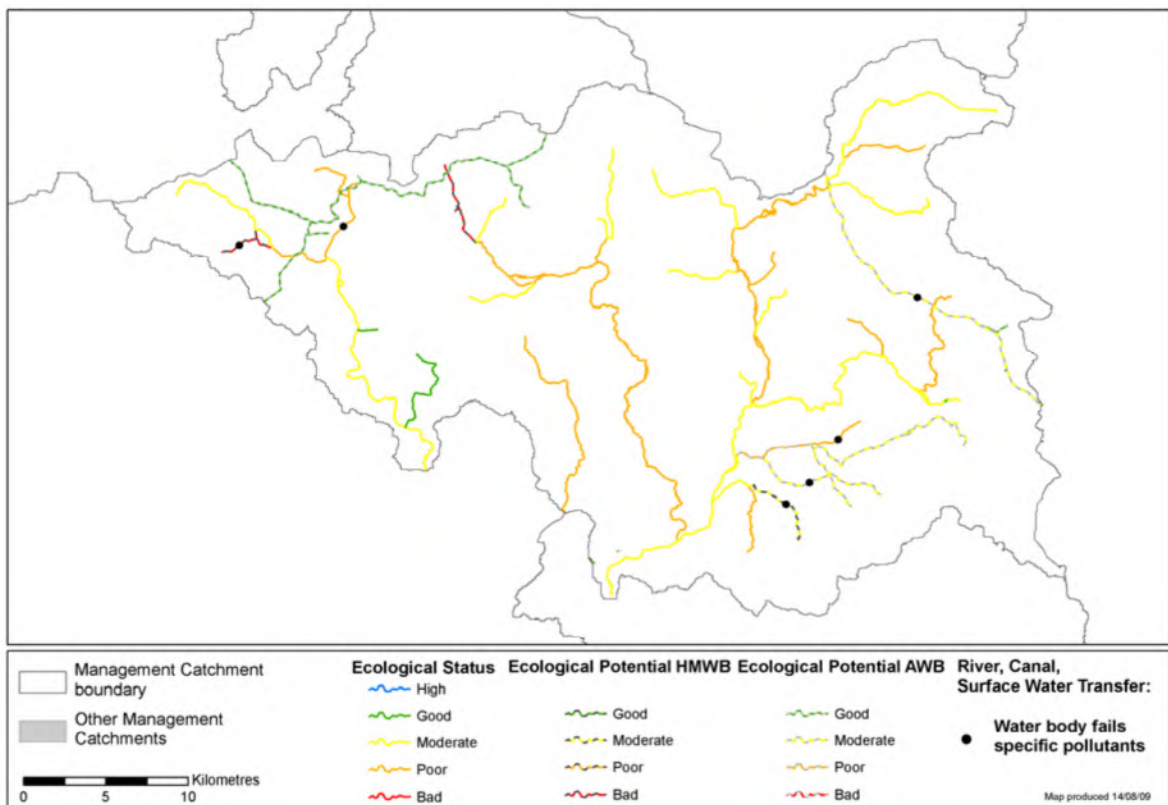 Management Catchment
boundary
Other Management
Catchments
Kilometres
0 5 10
Ecological Status
High
Good
Moderate
Poor
Bad
Ecological Potential HMWB
Good
Moderate
Poor
Bad
Ecological Potential AWB
Good
Moderate
Poor
Bad
River, Canal,
Surface Water Transfer:
Water body fails
specific pollutants
Map produced 14/08/09